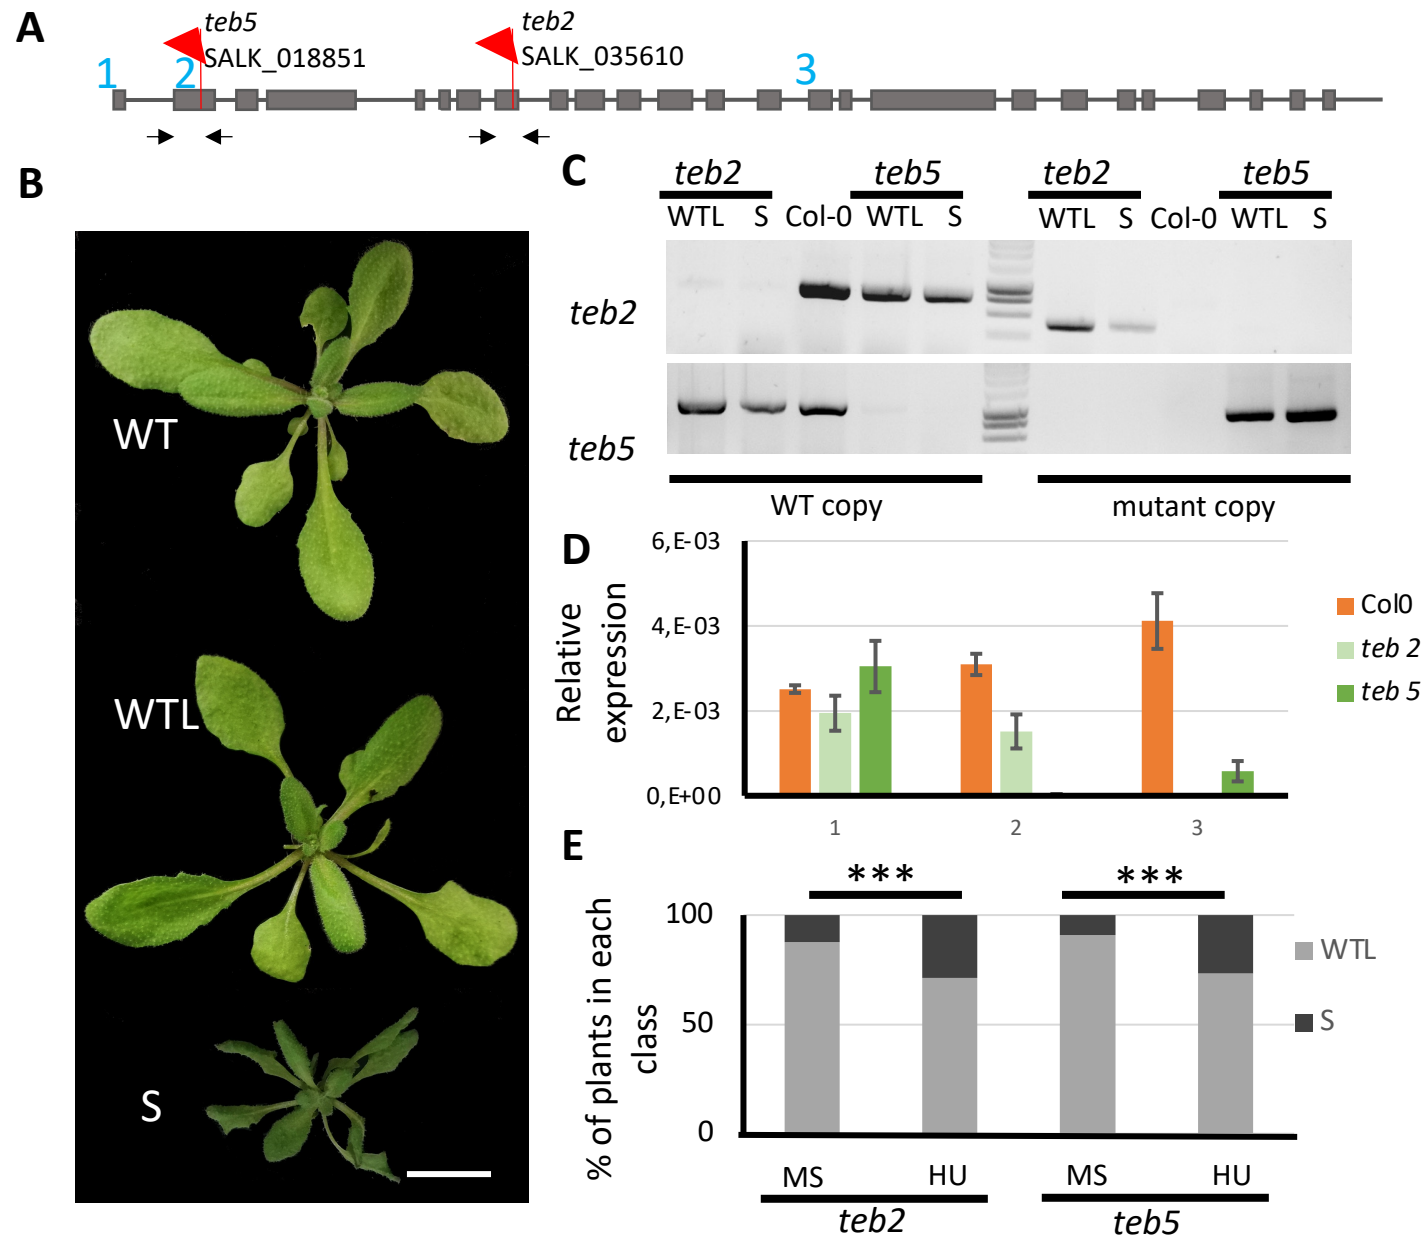 A
teb5
SALK_018851
teb2
SALK_035610
1
2
3
B
WT
WTL
S
C
teb2 teb5 teb2 teb5
WTL S Col-0 WTL S WTL S Col-0 WTL S
teb2
teb5
WT copy mutant copy
D
Relative
expression
6,E-03
4,E-03
2,E-03
0,E+00
1 2 3
Col0
teb 2
teb 5
E
*** ***
% of plants in each
class
100
50
0
WTL
S
MS HU MS HU
teb2 teb5